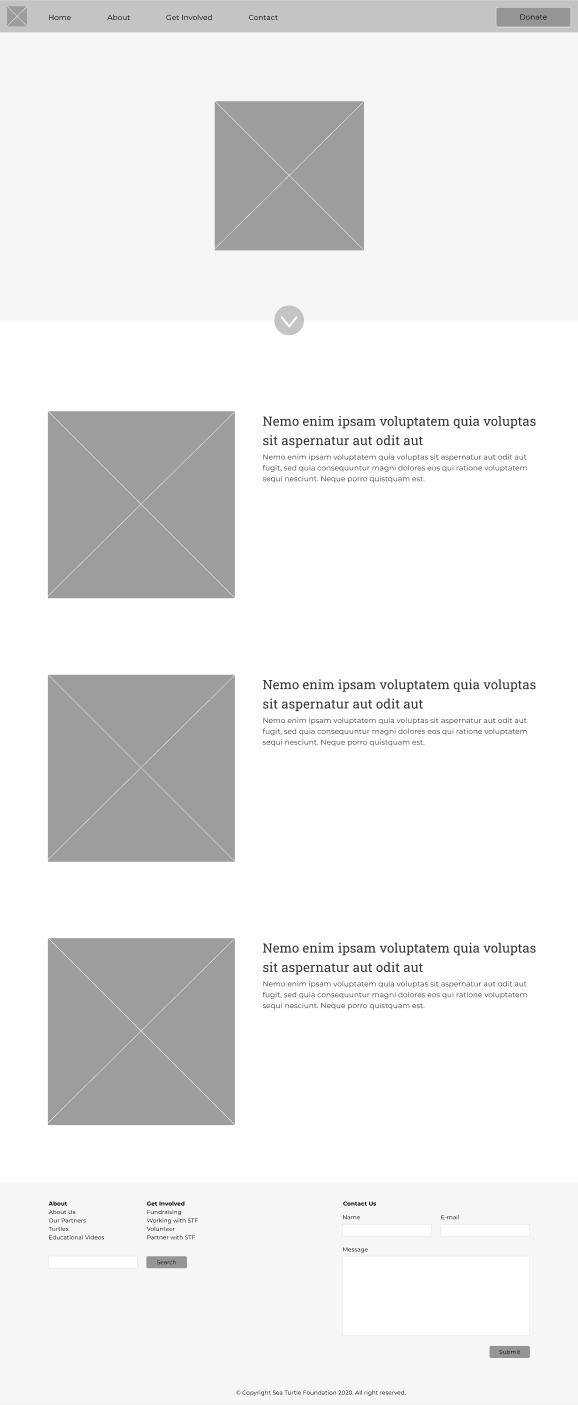 Home About Get Involved Contact Donate
Nemo enim ipsam voluptatem quia voluptas
sit aspernatur aut odit aut
Nemo enim ipsam voluptatem quia voluptas sit aspernatur aut odit aut
fugit, sed quia consequuntur magni dolores eos qui ratione voluptatem
sequi nesciunt. Neque porro quistquam est.
Nemo enim ipsam voluptatem quia voluptas
sit aspernatur aut odit aut
Nemo enim ipsam voluptatem quia voluptas sit aspernatur aut odit aut
fugit, sed quia consequuntur magni dolores eos qui ratione voluptatem
sequi nesciunt. Neque porro quistquam est.
Nemo enim ipsam voluptatem quia voluptas
sit aspernatur aut odit aut
Nemo enim ipsam voluptatem quia voluptas sit aspernatur aut odit aut
fugit, sed quia consequuntur magni dolores eos qui ratione voluptatem
sequi nesciunt. Neque porro quistquam est.
About
About Us
Our Partners
Turtles
Educational Videos
Get Involved
Fundraising
Working with STF
Volunteer
Partner with STF
Search
Contact Us
Name E-mail
Message
Submit
© Copyright Sea Turtle Foundation 2020. All right reserved.